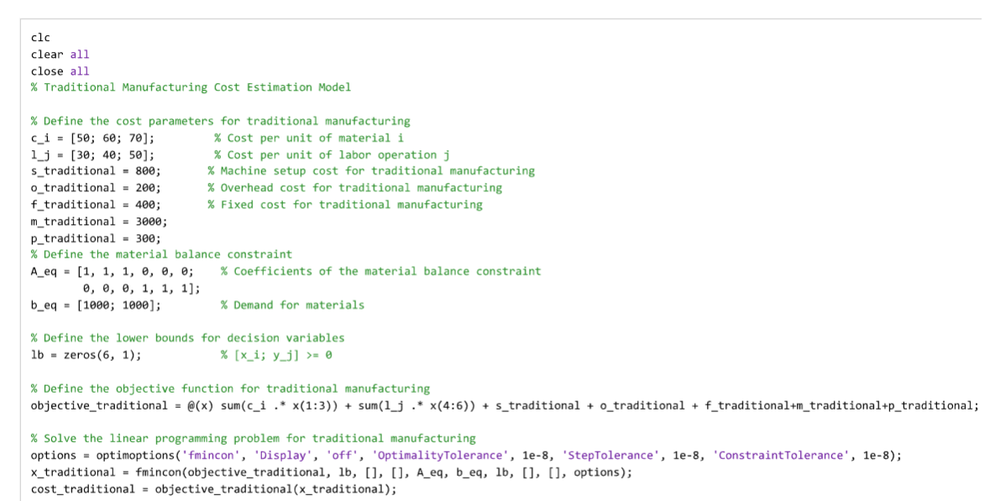 clc
clear all
close all
% Traditional Manufacturing Cost Estimation Model
% Define the cost parameters for traditional manufacturing
c_i = [50; 60; 70];          % Cost per unit of material i
l_j = [30; 40; 50];          % Cost per unit of labor operation j
s_traditional = 800;        % Machine setup cost for traditional manufacturing
o_traditional = 200;        % Overhead cost for traditional manufacturing
f_traditional = 400;        % Fixed cost for traditional manufacturing
m_traditional = 3000;
p_traditional = 300;
% Define the material balance constraint
A_eq = [1, 1, 1, 0, 0, 0;    % Coefficients of the material balance constraint
        0, 0, 0, 1, 1, 1];
b_eq = [1000; 1000];         % Demand for materials
% Define the lower bounds for decision variables
lb = zeros(6, 1);            % [x_i; y_j] >= 0
% Define the objective function for traditional manufacturing
objective_traditional = @(x) sum(c_i .* x(1:3)) + sum(l_j .* x(4:6)) + s_traditional + o_traditional + f_traditional+m_traditional+p_traditional;
% Solve the linear programming problem for traditional manufacturing
options = optimoptions('fmincon', 'Display', 'off', 'OptimalityTolerance', 1e-8, 'StepTolerance', 1e-8, 'ConstraintTolerance', 1e-8);
x_traditional = fmincon(objective_traditional, lb, [], [], A_eq, b_eq, lb, [], [], options);
cost_traditional = objective_traditional(x_traditional);